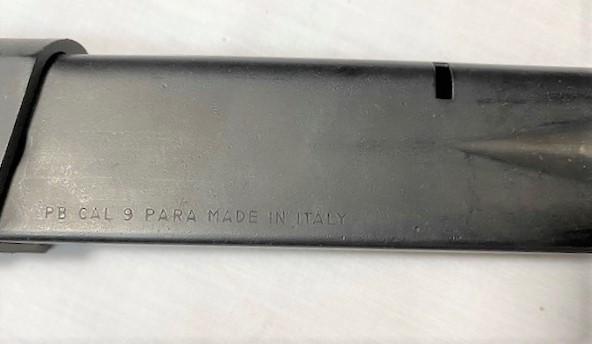 PB CAL 9 PARA MADE IN ITALY